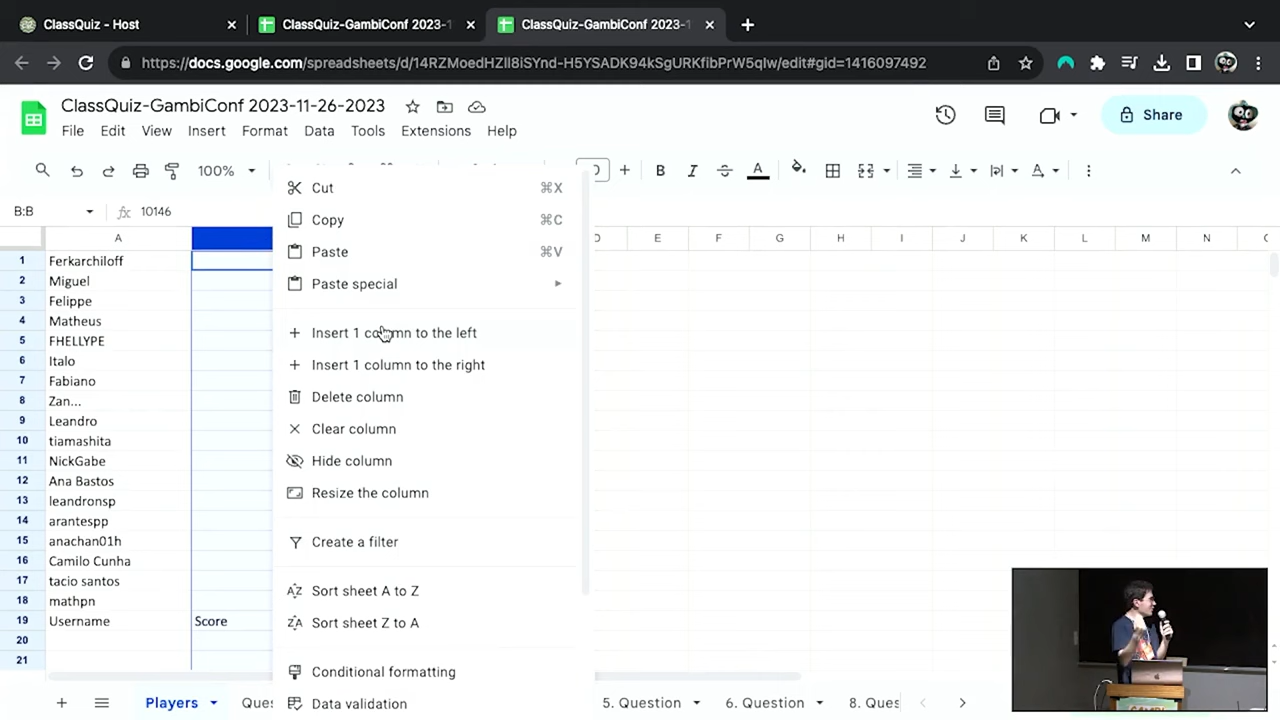 ClassQuiz - Host
ClassQuiz-GambiConf 2023-1
ClassQuiz-GambiConf 2023-1
https://docs.google.com/spreadsheets/d/14RZMoedHZlI8iSYnd-H5YSADK94kSgURKfibPrW5qIw/edit#gid=1416097492
ClassQuiz-GambiConf 2023-11-26-2023
File Edit View Insert Format Data Tools Extensions Help
Share
100%
B:B
fx 10146
A D E F G H I J K L M N
1 Ferkarchiloff
2 Miguel
3 Felippe
4 Matheus
5 FHELLYPE
6 Italo
7 Fabiano
8 Zan...
9 Leandro
10 tiamashita
11 NickGabe
12 Ana Bastos
13 leandronsp
14 arantespp
15 anachan01h
16 Camilo Cunha
17 tacio santos
18 mathpn
19 Username Score
20
21
Cut ⌘X
Copy ⌘C
Paste ⌘V
Paste special
Insert 1 column to the left
Insert 1 column to the right
Delete column
Clear column
Hide column
Resize the column
Create a filter
Sort sheet A to Z
Sort sheet Z to A
Conditional formatting
Data validation
Players Ques 5. Question 6. Question 8. Ques